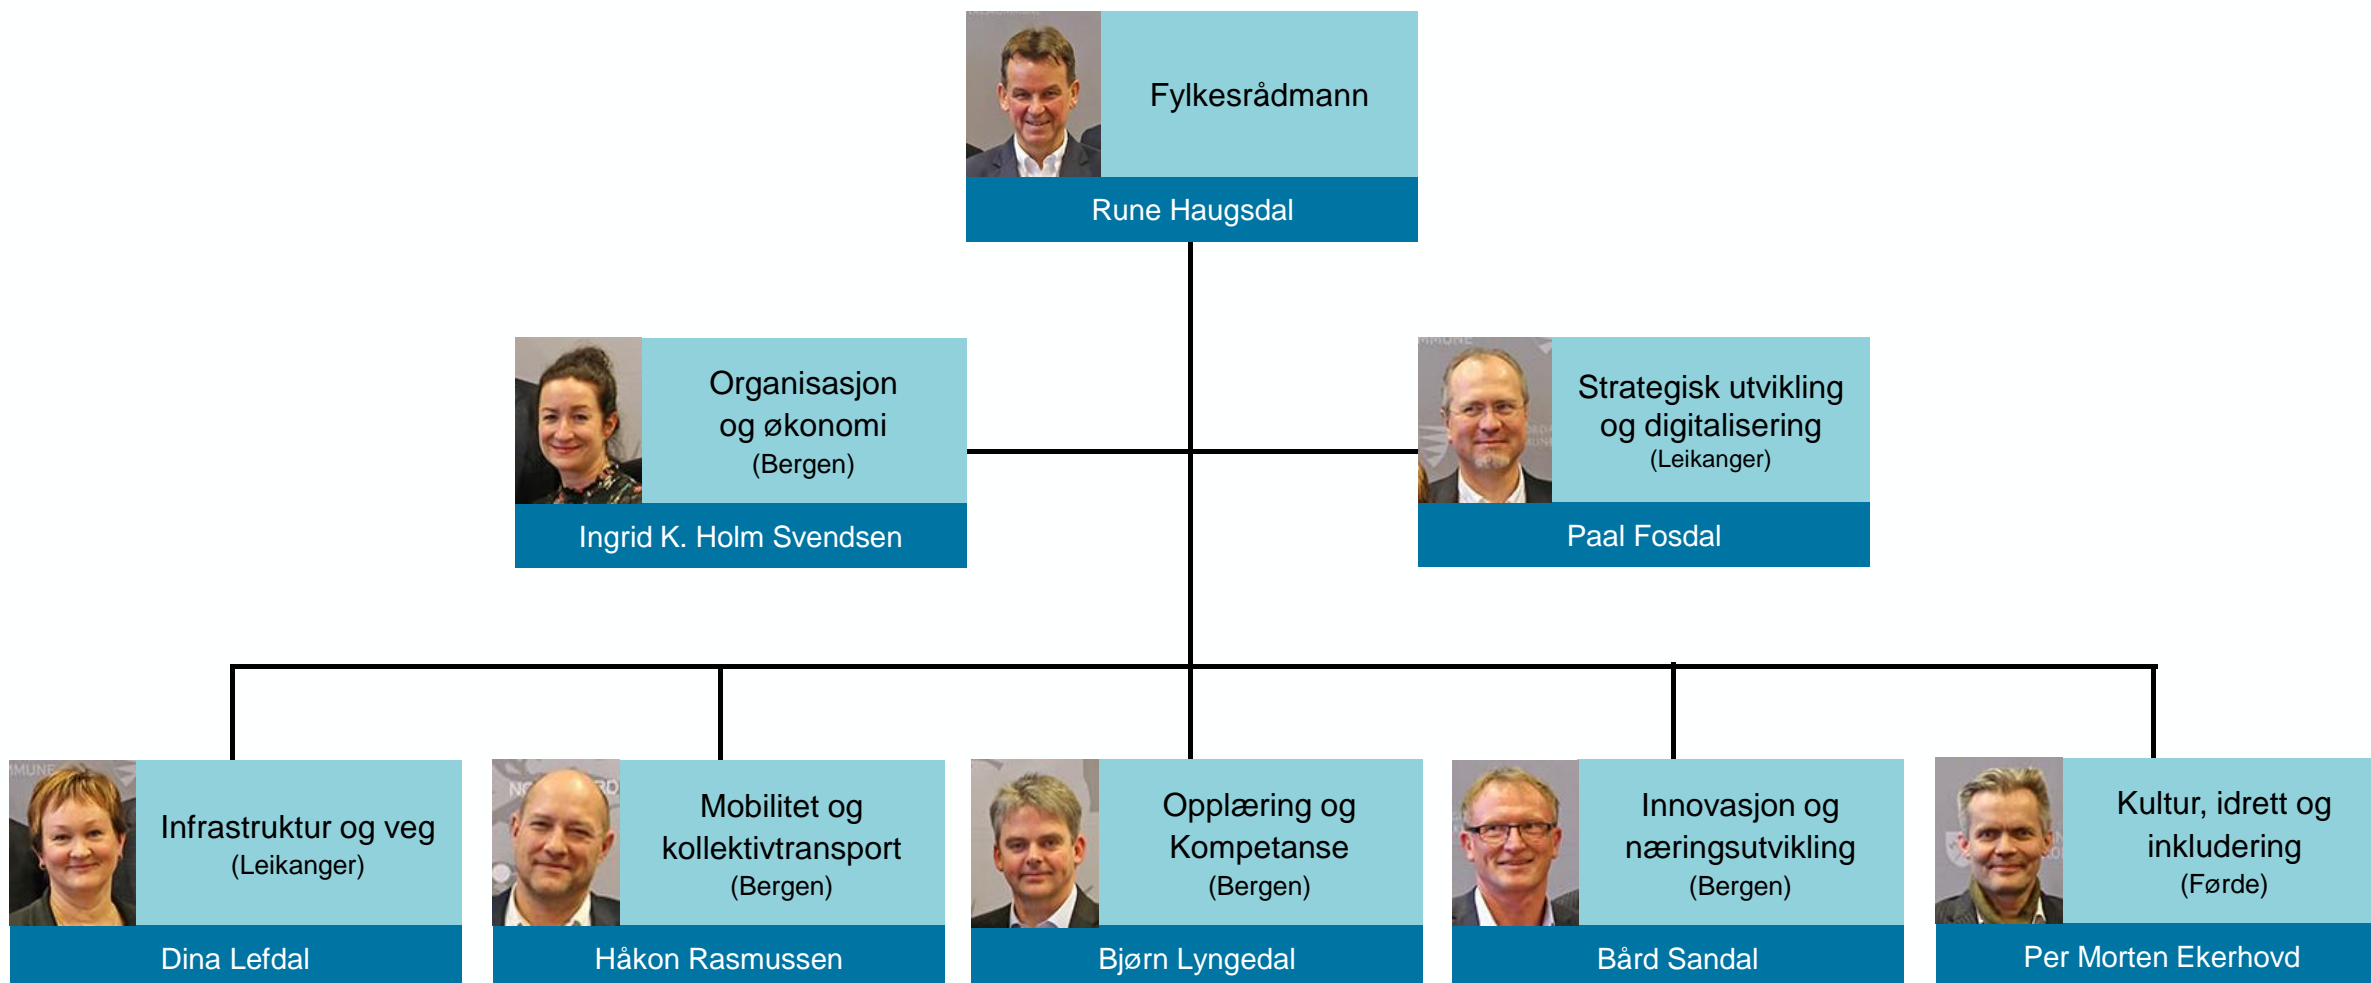 Fylkesrådmann
Rune Haugsdal
Organisasjon
og økonomi
(Bergen)
Ingrid K. Holm Svendsen
Strategisk utvikling
og digitalisering
(Leikanger)
Paal Fosdal
Infrastruktur og veg
(Leikanger)
Dina Lefdal
Mobilitet og
kollektivtransport
(Bergen)
Håkon Rasmussen
Opplæring og
Kompetanse
(Bergen)
Bjørn Lyngedal
Innovasjon og
næringsutvikling
(Bergen)
Bård Sandal
Kultur, idrett og
inkludering
(Førde)
Per Morten Ekerhovd